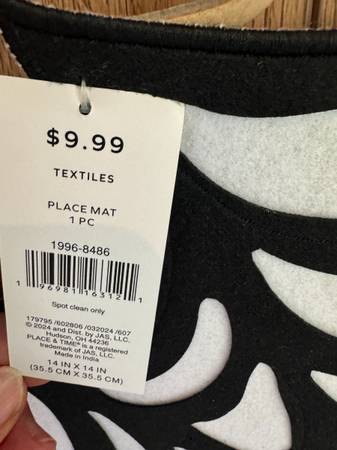 $9.99
TEXTILES
PLACE MAT
1 PC
1996-8486
1 96981 16312 1
Spot clean only
179795 /602806 /032024 /607
© 2024 and Dist. by JAS, LLC.
Hudson, OH 44236
PLACE & TIME® is a registered
trademark of JAS, LLC.
Made in India
14 IN X 14 IN
(35.5 CM X 35.5 CM)